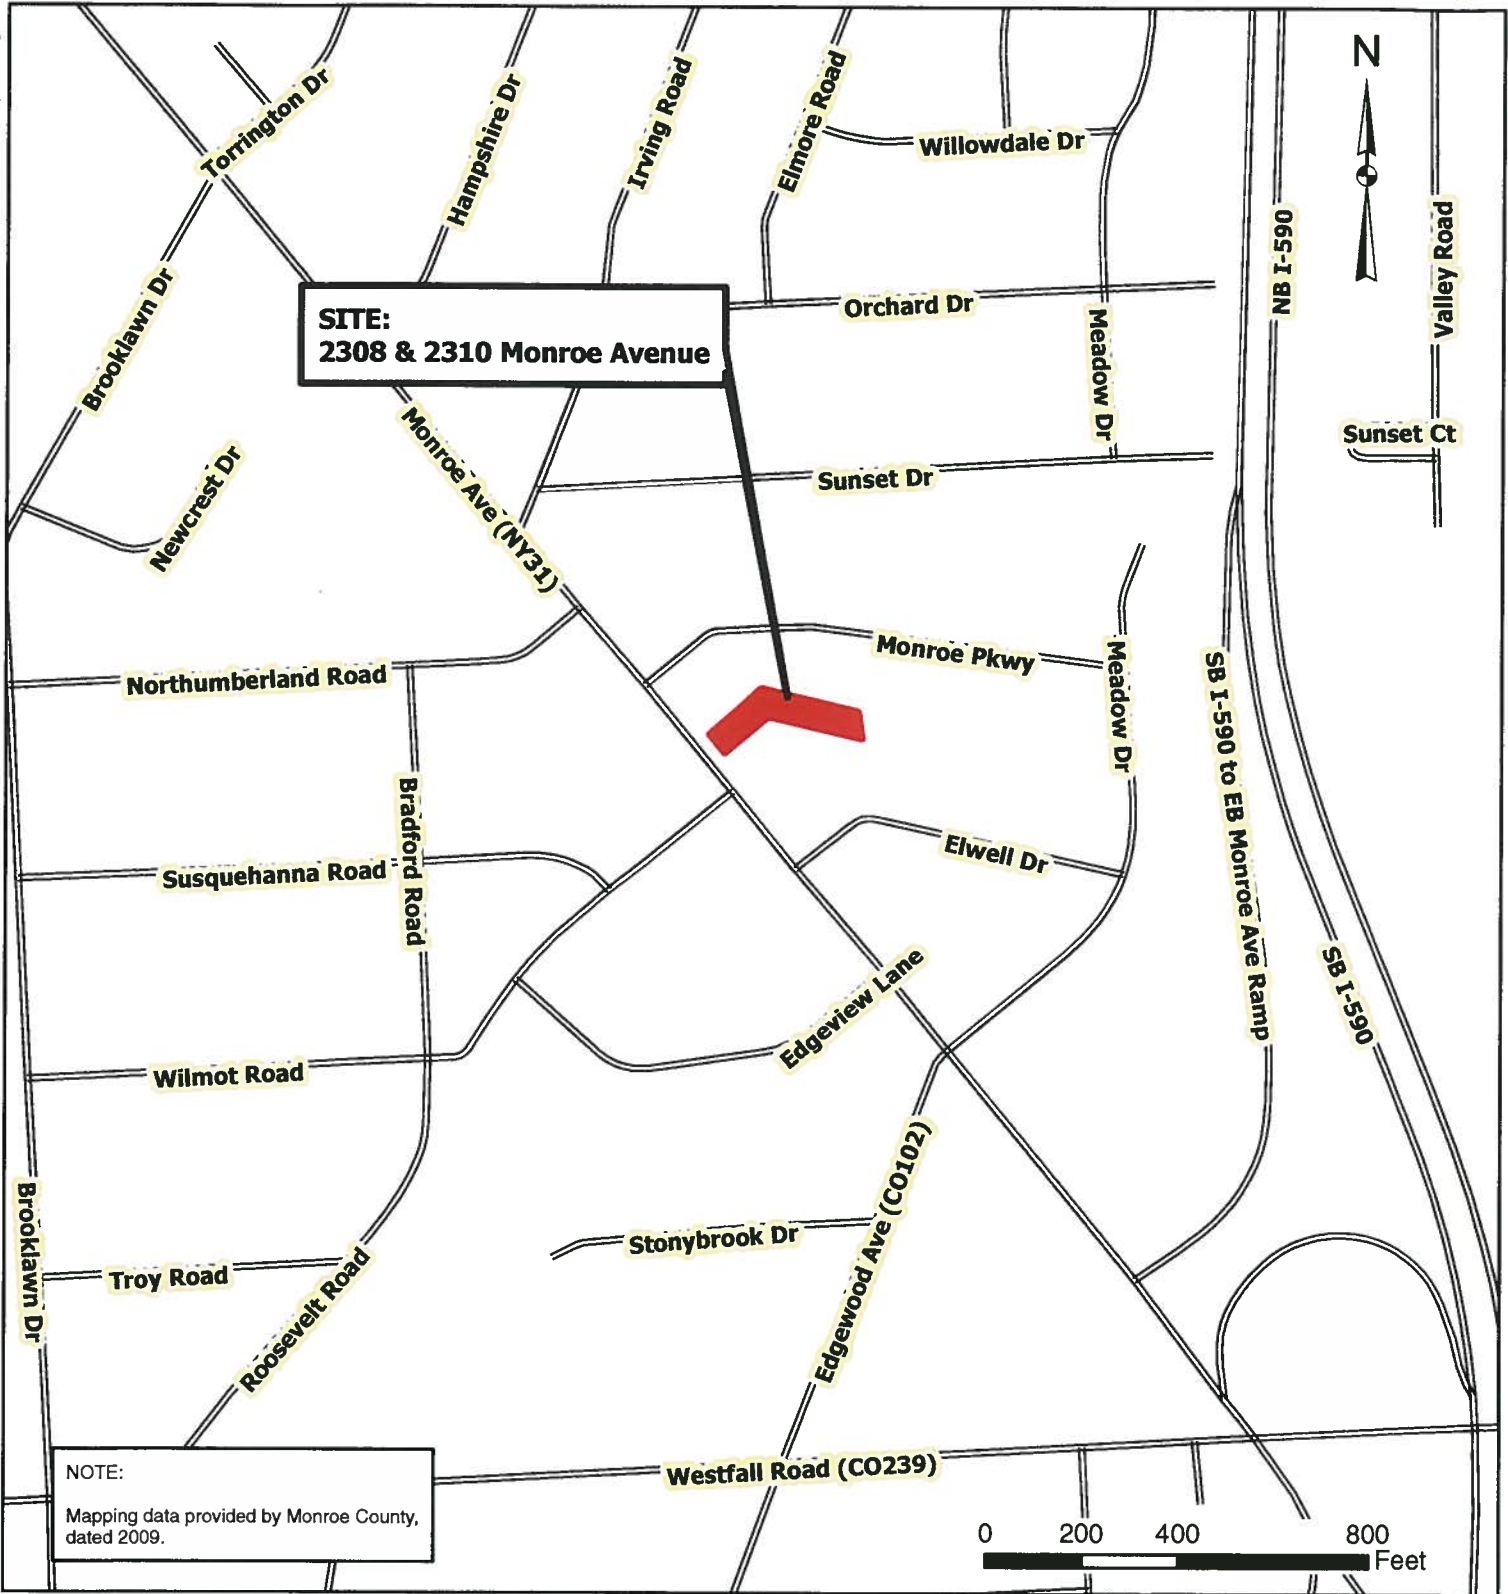 N
Torrington Dr
Hampshire Dr
Irving Road
Elmore Road
Willowdale Dr
NB I-590
Valley Road
Brooklawn Dr
SITE:
2308 & 2310 Monroe Avenue
Orchard Dr
Meadow Dr
Sunset Ct
Newcrest Dr
Monroe Ave (NY31)
Sunset Dr
Northumberland Road
Monroe Pkwy
Meadow Dr
SB I-590 to EB Monroe Ave Ramp
Bradford Road
Susquehanna Road
Elwell Dr
SB I-590
Edgeview Lane
Wilmot Road
Brooklawn Dr
Troy Road
Roosevelt Road
Stonybrook Dr
Edgewood Ave (CO102)
Westfall Road (CO239)
NOTE:
Mapping data provided by Monroe County,
dated 2009.
0 200 400 800
Feet